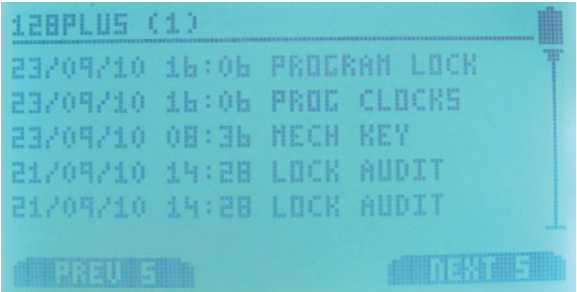 128PLUS (1)
23/09/10 16:06 PROGRAM LOCK
23/09/10 16:06 PROG CLOCKS
23/09/10 08:36 MECH KEY
21/09/10 14:28 LOCK AUDIT
21/09/10 14:28 LOCK AUDIT
PREV 5 NEXT 5